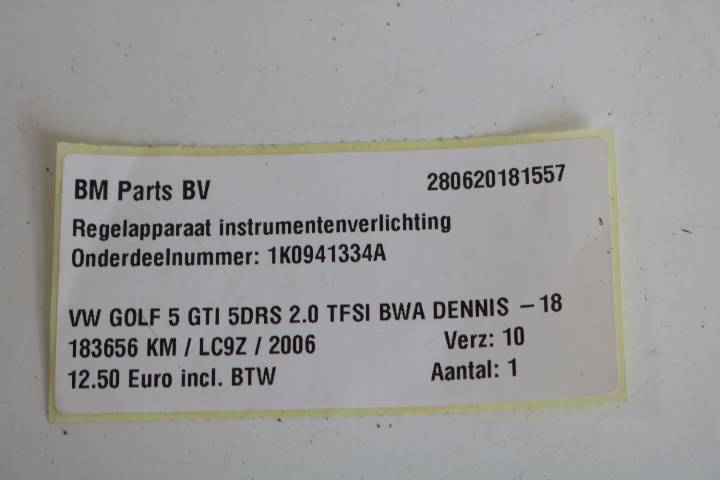 BM Parts BV 280620181557
Regelapparaat instrumentenverlichting
Onderdeelnummer: 1K0941334A
VW GOLF 5 GTI 5DRS 2.0 TFSI BWA DENNIS –18
183656 KM / LC9Z / 2006 Verz: 10
12.50 Euro incl. BTW Aantal: 1